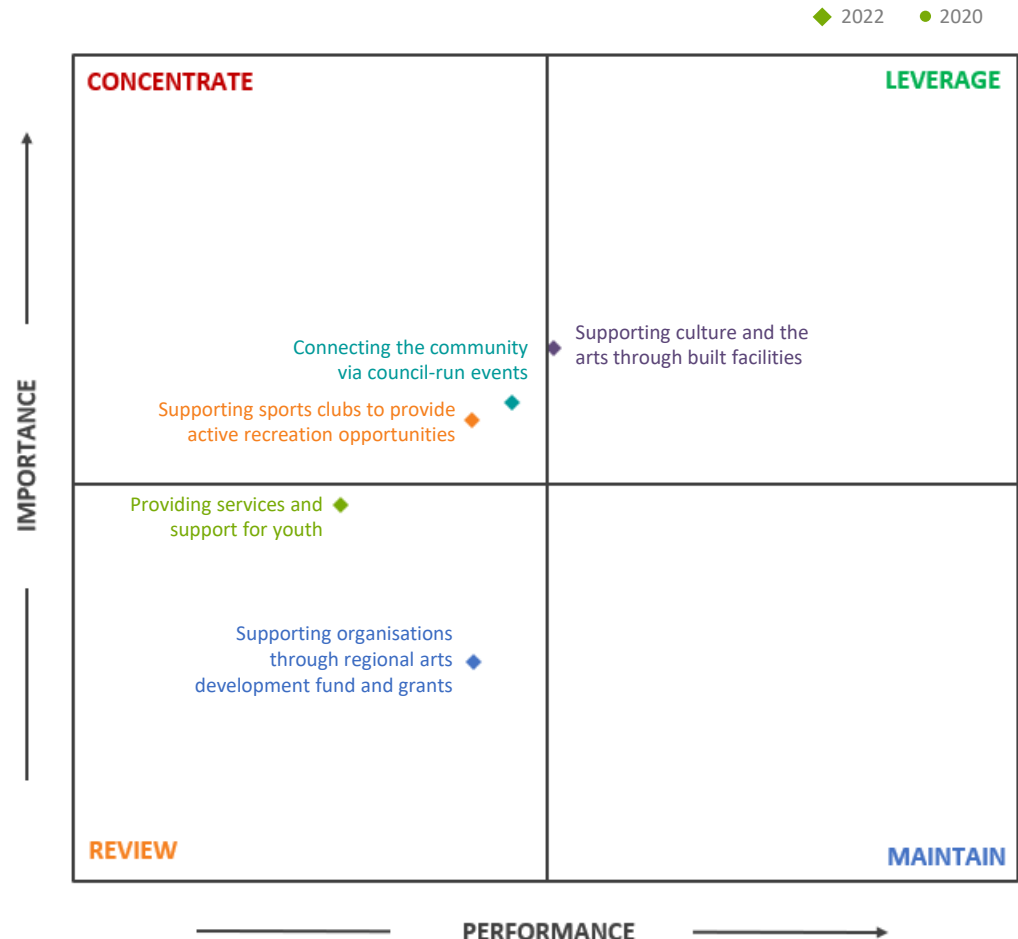 2022
2020
CONCENTRATE
LEVERAGE
Supporting culture and the
arts through built facilities
Connecting the community
via council-run events
Supporting sports clubs to provide
active recreation opportunities
IMPORTANCE
Providing services and
support for youth
Supporting organisations
through regional arts
development fund and grants
REVIEW
MAINTAIN
PERFORMANCE